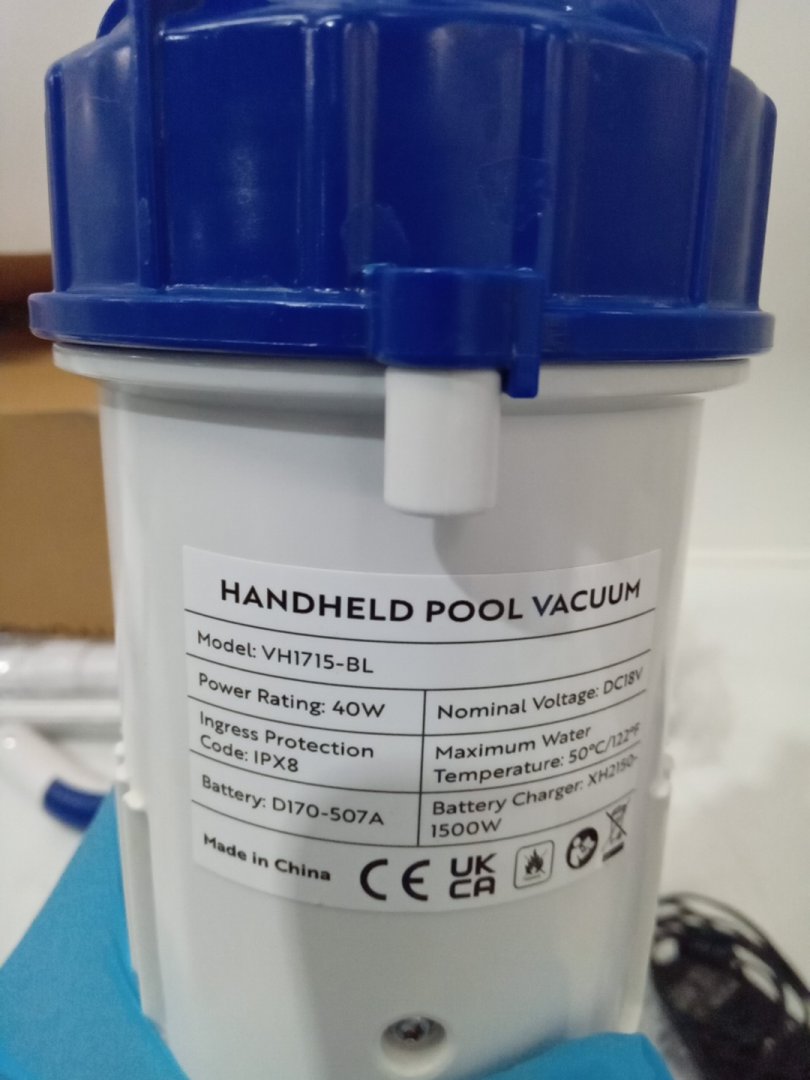 HANDHELD POOL VACUUM
Model: VH1715-BL
Power Rating: 40W
Nominal Voltage: DC18V
Ingress Protection
Code: IPX8
Maximum Water
Temperature: 50°C/122°F
Battery: D170-507A
Battery Charger: XH2150-
1500W
Made in China
CE
UK
CA